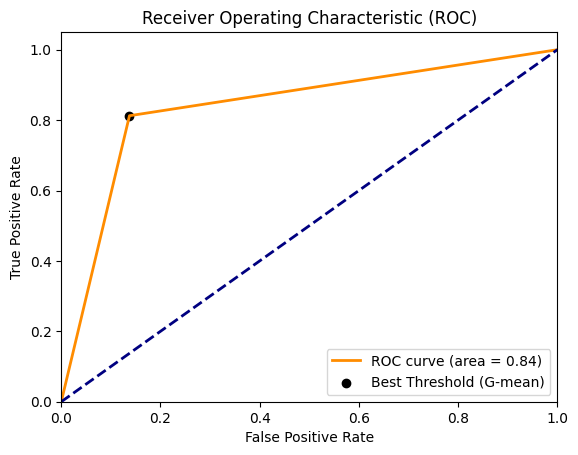 Receiver Operating Characteristic (ROC)
True Positive Rate
1.0
0.8
0.6
0.4
0.2
0.0
0.0 0.2 0.4 0.6 0.8 1.0
False Positive Rate
ROC curve (area = 0.84)
Best Threshold (G-mean)